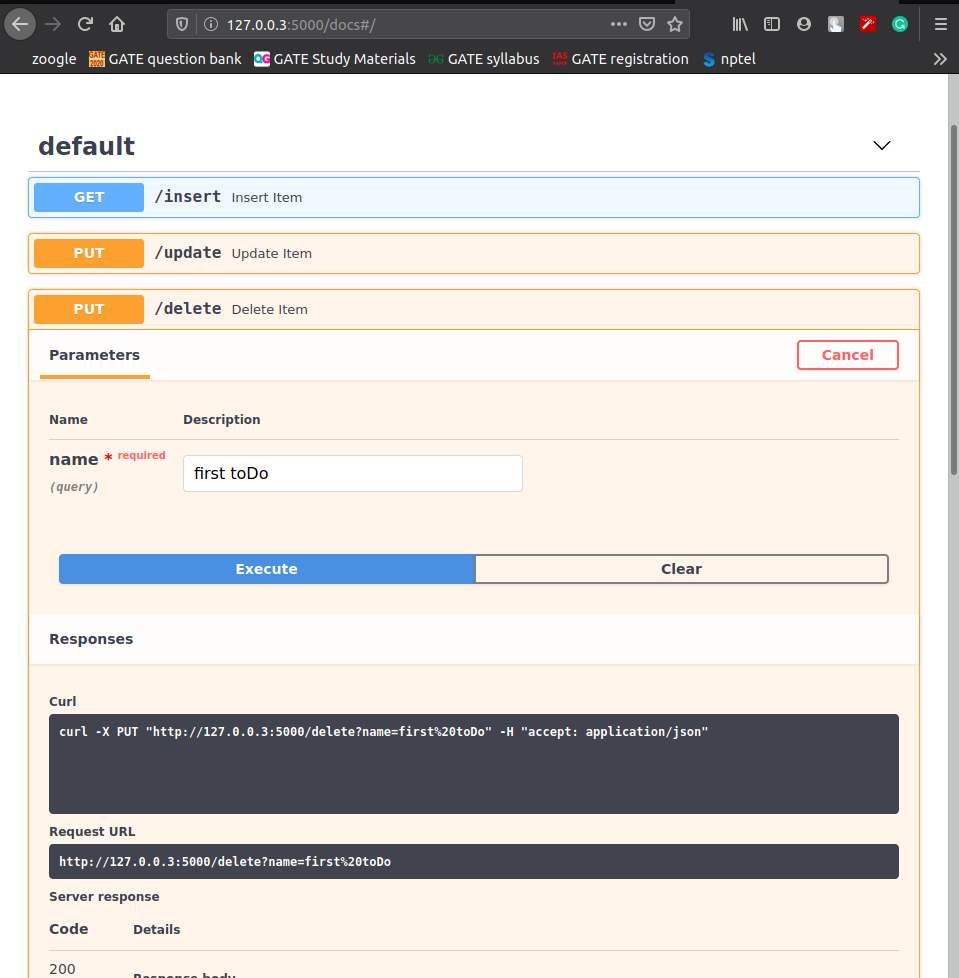 127.0.0.3:5000/docs#/
zoogle GATE 2020 GATE question bank GATE Study Materials GATE syllabus GATE registration nptel
default
GET /insert Insert Item
PUT /update Update Item
PUT /delete Delete Item
Parameters Cancel
Name Description
name * required first toDo
(query)
Execute Clear
Responses
Curl
curl -X PUT "http://127.0.0.3:5000/delete?name=first%20toDo" -H "accept: application/json"
Request URL
http://127.0.0.3:5000/delete?name=first%20toDo
Server response
Code Details
200
Response body